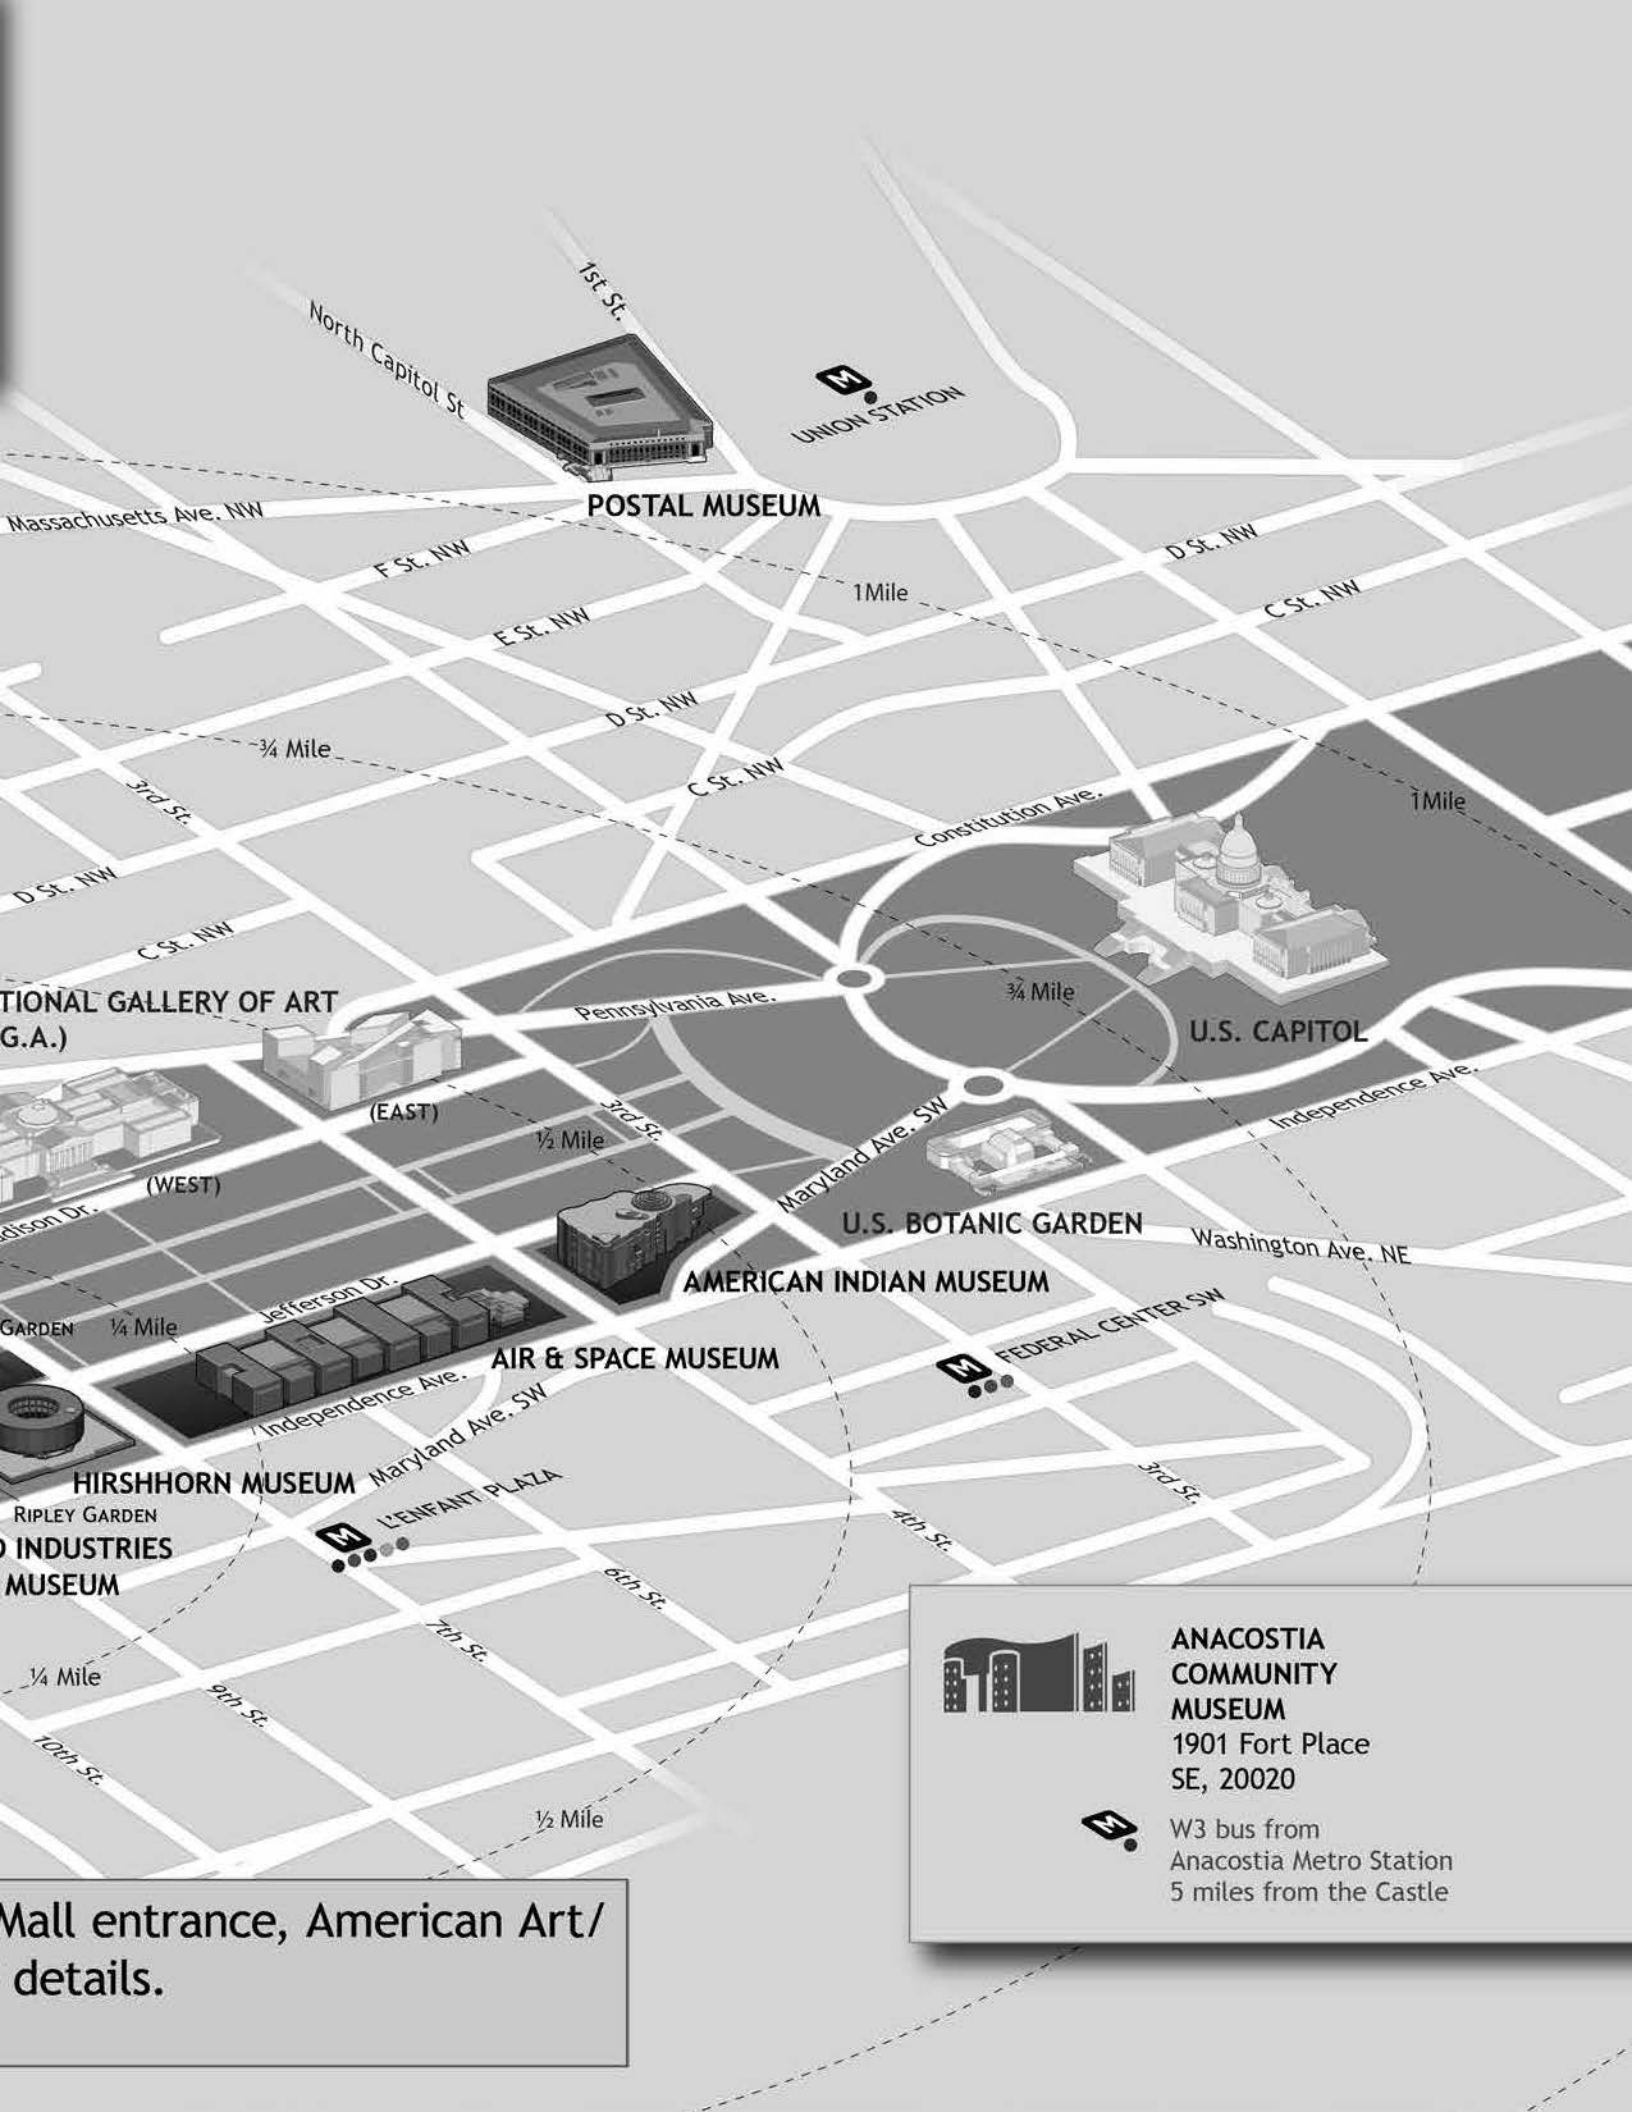 1st St.
North Capitol St
M
UNION STATION
POSTAL MUSEUM
Massachusetts Ave. NW
F St. NW
D St. NW
1Mile
C St. NW
E St. NW
D St. NW
¾ Mile
C St. NW
3rd St.
Constitution Ave.
1Mile
D St. NW
C St. NW
TIONAL GALLERY OF ART
G.A.)
Pennsylvania Ave.
¾ Mile
U.S. CAPITOL
(EAST)
3rd St.
½ Mile
Independence Ave.
Maryland Ave. SW
(WEST)
dison Dr.
U.S. BOTANIC GARDEN
Washington Ave. NE
AMERICAN INDIAN MUSEUM
Jefferson Dr.
GARDEN
¼ Mile
FEDERAL CENTER SW
M
AIR & SPACE MUSEUM
Independence Ave.
Maryland Ave. SW
HIRSHHORN MUSEUM
RIPLEY GARDEN
L'ENFANT PLAZA
M
INDUSTRIES
MUSEUM
3rd St.
4th St.
6th St.
7th St.
¼ Mile
9th St.
10th St.
½ Mile
ANACOSTIA
COMMUNITY
MUSEUM
1901 Fort Place
SE, 20020
M
W3 bus from
Anacostia Metro Station
5 miles from the Castle
Mall entrance, American Art/
details.